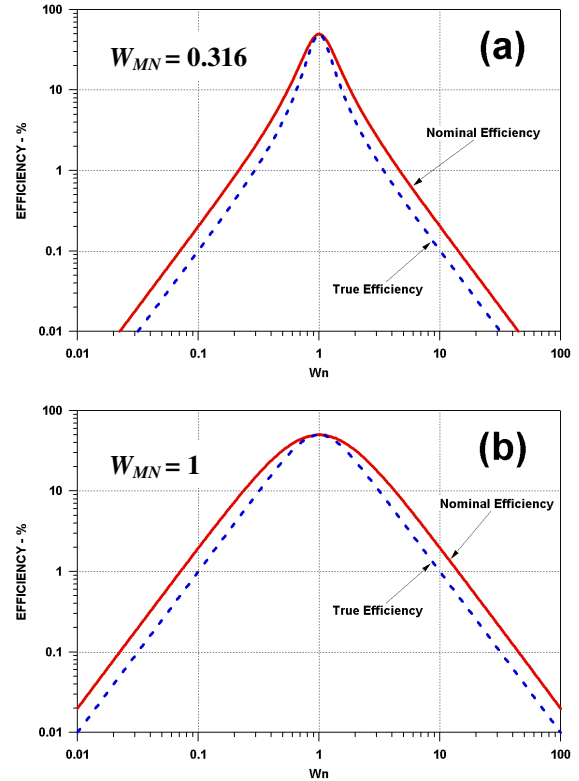 100
(a)
W_MN = 0.316
10
Nominal Efficiency
EFFICIENCY - %
1
0.1
True Efficiency
0.01
0.01 0.1 1 10 100
Wn
100
(b)
W_MN = 1
10
Nominal Efficiency
EFFICIENCY - %
1
True Efficiency
0.1
0.01
0.01 0.1 1 10 100
Wn